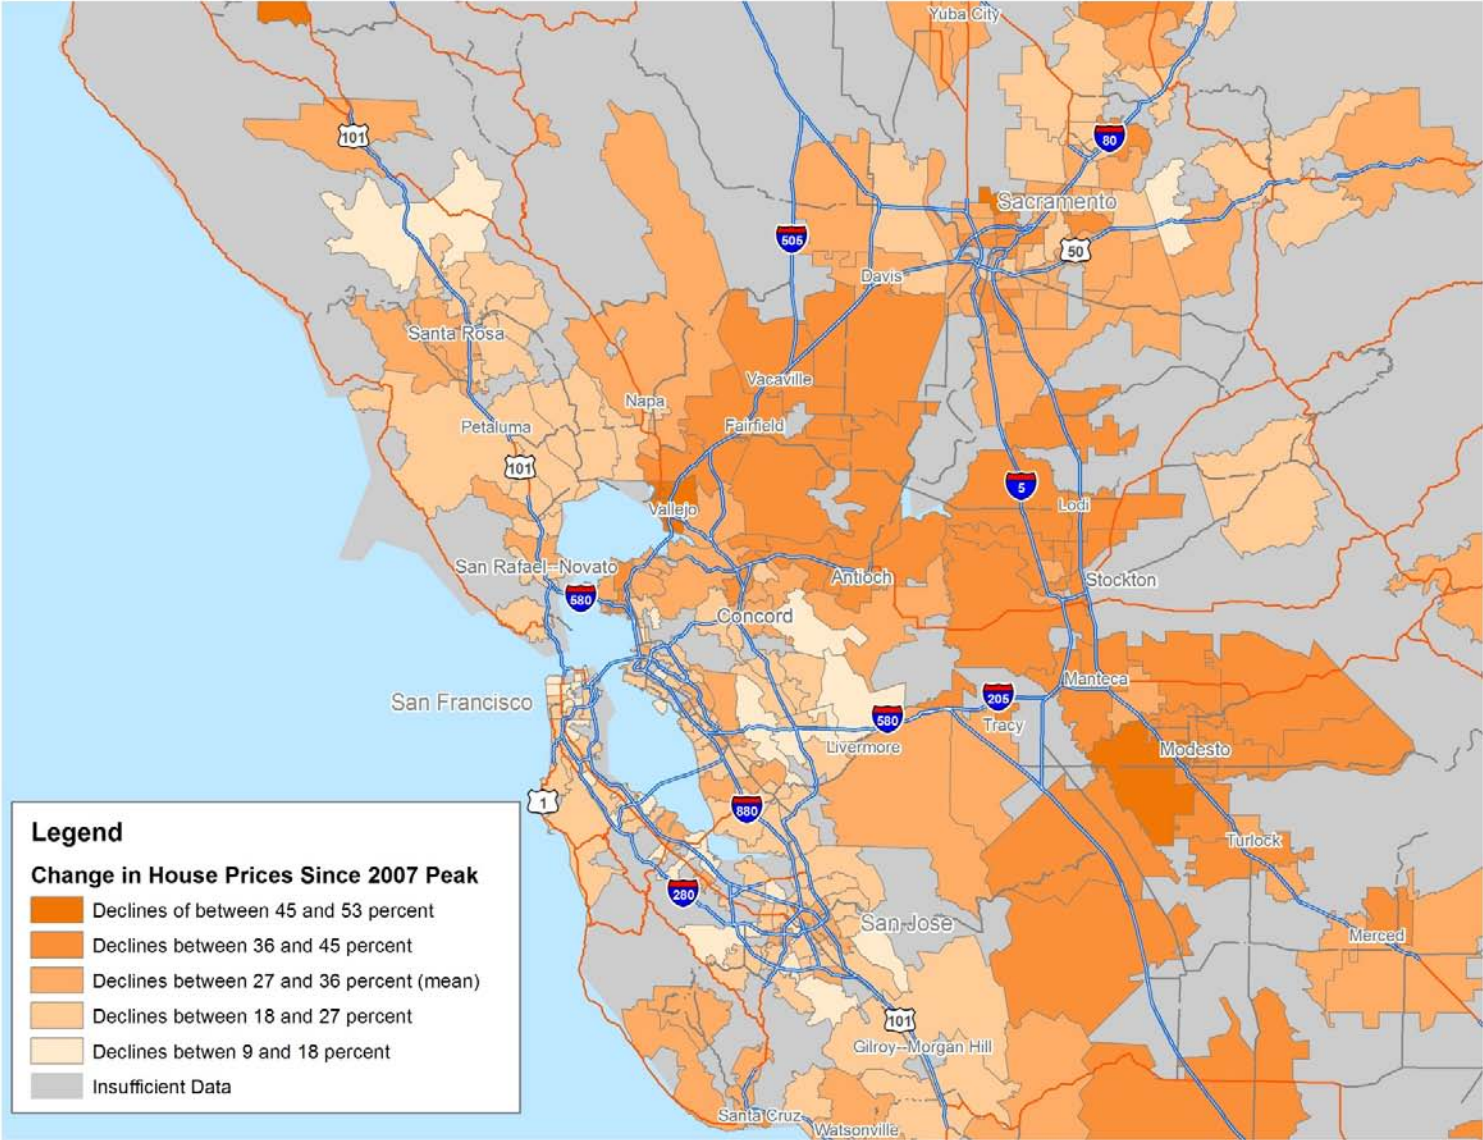 Yuba City
101
80
Sacramento
505
50
Davis
Santa Rosa
Vacaville
Napa
Petaluma
Fairfield
101
5
Vallejo
Lodi
San Rafael--Novato
Antioch
Stockton
580
Concord
Manteca
San Francisco
205
580
Tracy
Livermore
Modesto
1
880
Turlock
280
San Jose
Merced
101
Gilroy--Morgan Hill
Santa Cruz
Watsonville
Legend
Change in House Prices Since 2007 Peak
Declines of between 45 and 53 percent
Declines between 36 and 45 percent
Declines between 27 and 36 percent (mean)
Declines between 18 and 27 percent
Declines betwen 9 and 18 percent
Insufficient Data